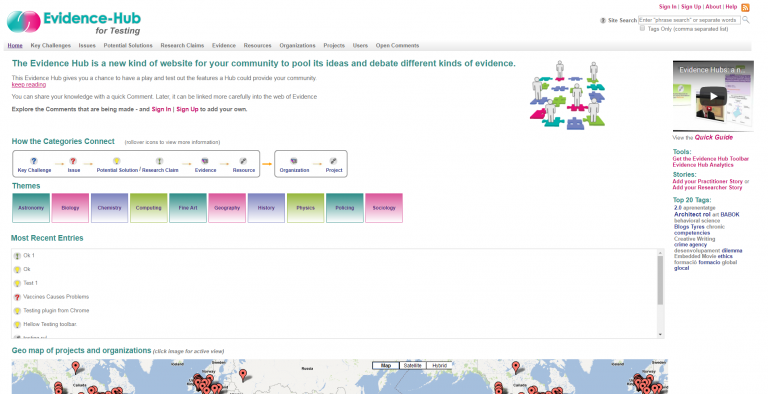 Sign In | Sign Up | About | Help
Evidence-Hub
for Testing
Site Search Enter "phrase search" or separate words
Tags Only (comma separated list)
Home Key Challenges Issues Potential Solutions Research Claims Evidence Resources Organizations Projects Users Open Comments
The Evidence Hub is a new kind of website for your community to pool its ideas and debate different kinds of evidence.
This Evidence Hub gives you a chance to have a play and test out the features a Hub could provide your community
keep reading
You can share your knowledge with a quick Comment. Later, it can be linked more carefully into the web of Evidence
Explore the Comments that are being made - and Sign In | Sign Up to add your own.
Evidence Hubs: a n
View the Quick Guide
How the Categories Connect (rollover icons to view more information)
Key Challenge Issue Potential Solution / Research Claim Evidence Resource Organization Project
Themes
Astronomy Biology Chemistry Computing Fine Art Geography History Physics Policing Sociology
Most Recent Entries
Ok 1
Ok
Test 1
Vaccines Causes Problems
Testing plugin from Chrome
Hellow Testing toolbar
Geo map of projects and organizations (click image for active view)
Map Satellite Hybrid
Iceland Sweden Norway Russia Canada Iceland Sweden Norway Canada
Tools:
Get the Evidence Hub Toolbar
Evidence Hub Analytics
Stories:
Add your Practitioner Story or
Add your Researcher Story
Top 20 Tags:
2.0 aprenentatge
Architect rol art BABOK
behavioral science
Blogs Tyres chronic
competencies
Creative Writing
crime agency
desenvolupament dilemma
Embedded Movie ethics
formació formacio global
glocal